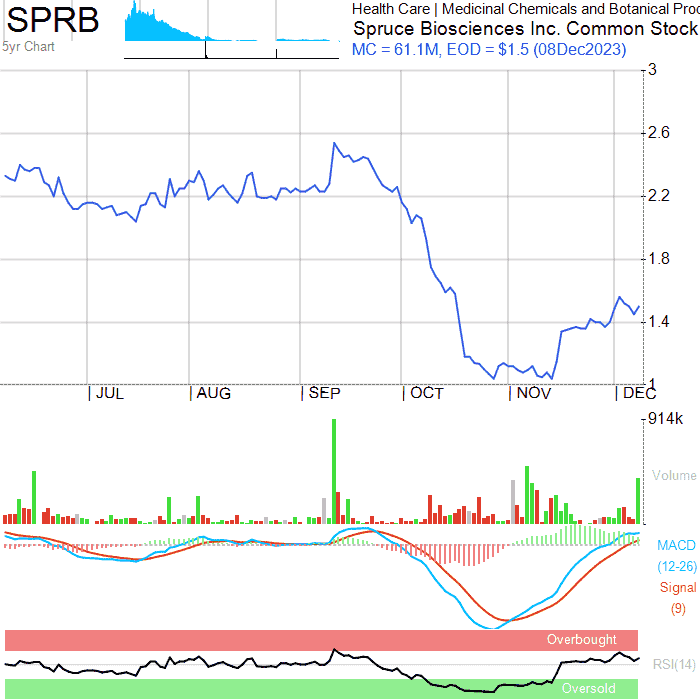 SPRB
5yr Chart
Health Care | Medicinal Chemicals and Botanical Prod
Spruce Biosciences Inc. Common Stock
MC = 61.1M, EOD = $1.5 (08Dec2023)
3
2.6
2.2
1.8
1.4
1
JUL AUG SEP OCT NOV DEC
914k
Volume
MACD
(12-26)
Signal
(9)
Overbought
RSI(14)
Oversold